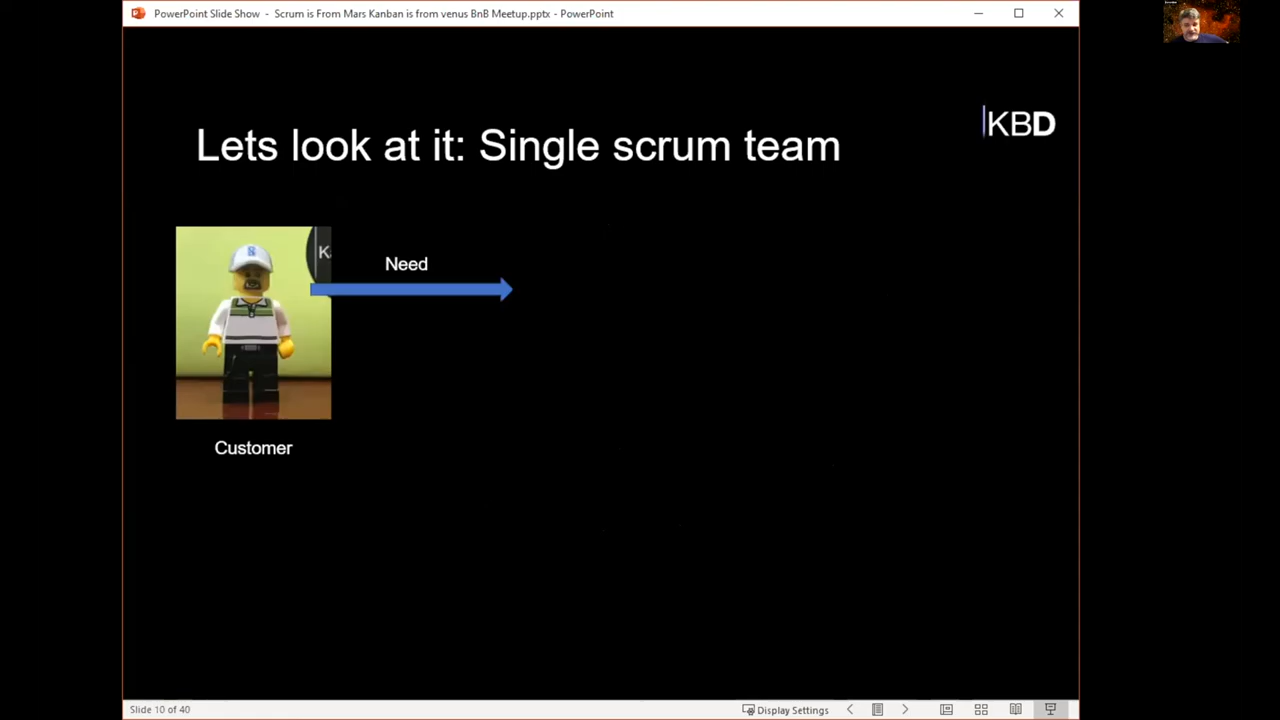 PowerPoint Slide Show - Scrum is From Mars Kanban is from venus BnB Meetup.pptx - PowerPoint
KBD
Lets look at it: Single scrum team
Need
Customer
Slide 10 of 40
Display Settings